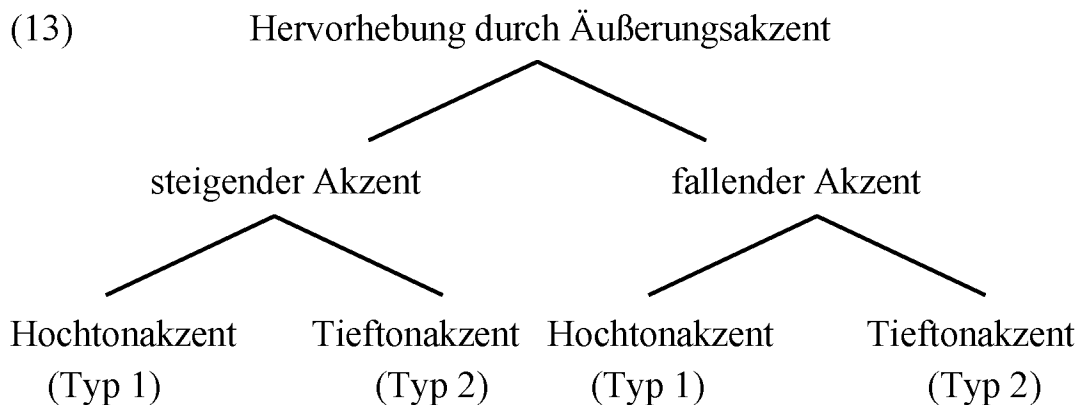 (13) Hervorhebung durch Äußerungsakzent
steigender Akzent fallender Akzent
Hochtonakzent Tieftonakzent Hochtonakzent Tieftonakzent
(Typ 1) (Typ 2) (Typ 1) (Typ 2)